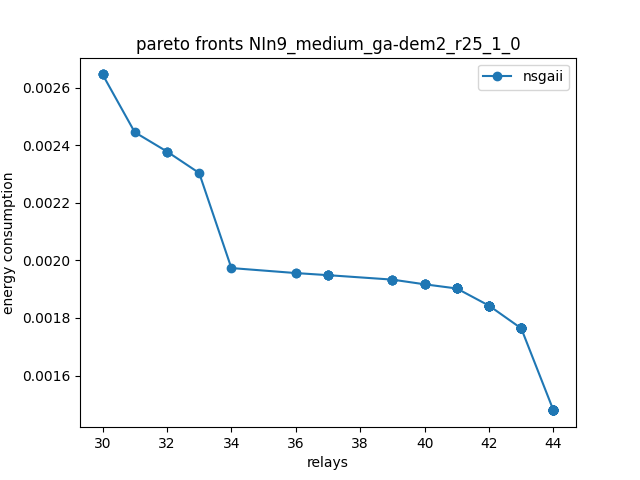 pareto fronts NIn9_medium_ga-dem2_r25_1_0
nsgaii
energy consumption
0.0026
0.0024
0.0022
0.0020
0.0018
0.0016
30 32 34 36 38 40 42 44
relays